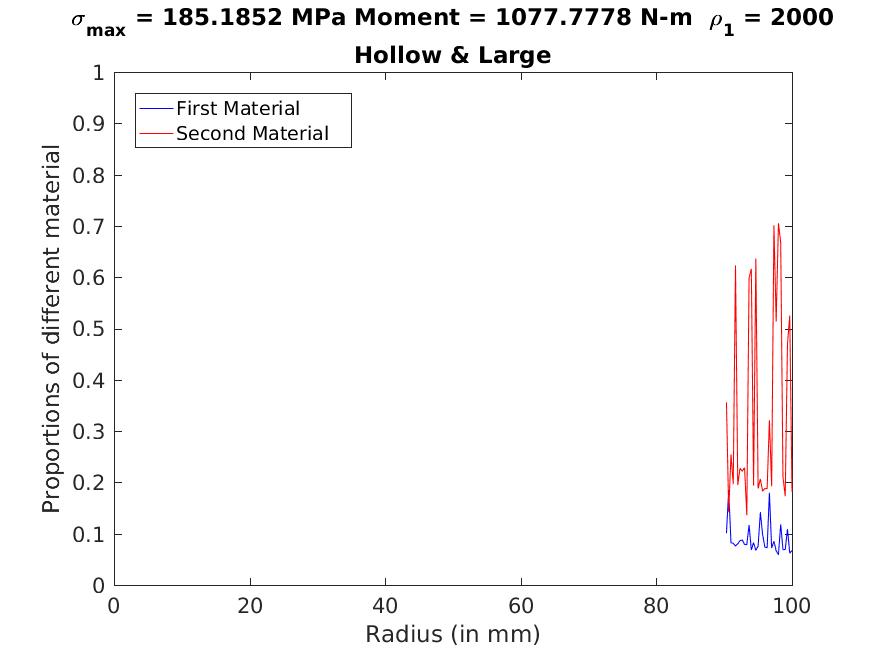 σmax = 185.1852 MPa Moment = 1077.7778 N-m ρ1 = 2000
Hollow & Large
First Material
Second Material
Proportions of different material
1
0.9
0.8
0.7
0.6
0.5
0.4
0.3
0.2
0.1
0
0 20 40 60 80 100
Radius (in mm)